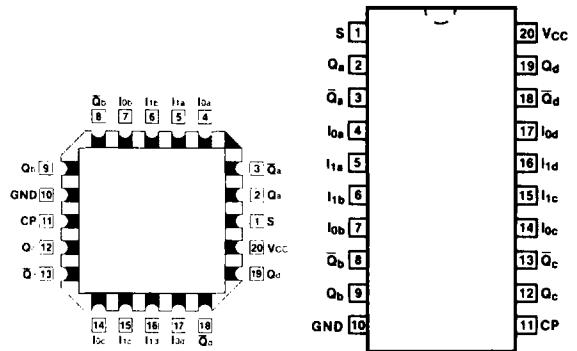 Q̅b I0b I1b I1a I0a
8 7 6 5 4
Qb 9
GND 10
CP 11
Qc 12
Q̅c 13
3 Q̅a
2 Qa
1 S
20 VCC
19 Qd
14 15 16 17 18
I0c I1c I1d I0d Q̅d
S 1
Qa 2
Q̅a 3
I0a 4
I1a 5
I1b 6
I0b 7
Q̅b 8
Qb 9
GND 10
20 VCC
19 Qd
18 Q̅d
17 I0d
16 I1d
15 I1c
14 I0c
13 Q̅c
12 Qc
11 CP